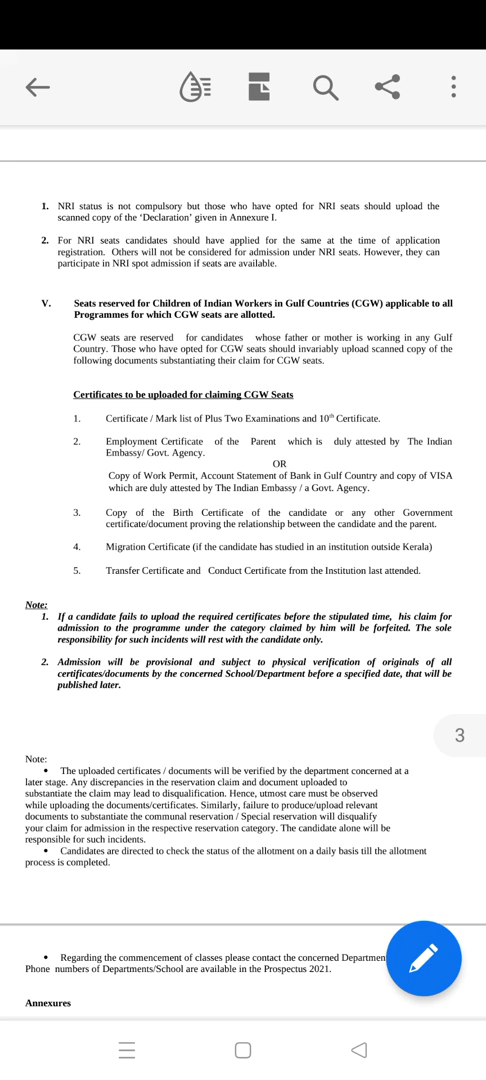 1. NRI status is not compulsory but those who have opted for NRI seats should upload the
scanned copy of the ‘Declaration’ given in Annexure I.
2. For NRI seats candidates should have applied for the same at the time of application
registration. Others will not be considered for admission under NRI seats. However, they can
participate in NRI spot admission if seats are available.
V. Seats reserved for Children of Indian Workers in Gulf Countries (CGW) applicable to all
Programmes for which CGW seats are allotted.
CGW seats are reserved for candidates whose father or mother is working in any Gulf
Country. Those who have opted for CGW seats should invariably upload scanned copy of the
following documents substantiating their claim for CGW seats.
Certificates to be uploaded for claiming CGW Seats
1. Certificate / Mark list of Plus Two Examinations and 10th Certificate.
2. Employment Certificate of the Parent which is duly attested by The Indian
Embassy/ Govt. Agency.
OR
Copy of Work Permit, Account Statement of Bank in Gulf Country and copy of VISA
which are duly attested by The Indian Embassy / a Govt. Agency.
3. Copy of the Birth Certificate of the candidate or any other Government
certificate/document proving the relationship between the candidate and the parent.
4. Migration Certificate (if the candidate has studied in an institution outside Kerala)
5. Transfer Certificate and Conduct Certificate from the Institution last attended.
Note:
1. If a candidate fails to upload the required certificates before the stipulated time, his claim for
admission to the programme under the category claimed by him will be forfeited. The sole
responsibility for such incidents will rest with the candidate only.
2. Admission will be provisional and subject to physical verification of originals of all
certificates/documents by the concerned School/Department before a specified date, that will be
published later.
3
Note:
• The uploaded certificates / documents will be verified by the department concerned at a
later stage. Any discrepancies in the reservation claim and document uploaded to
substantiate the claim may lead to disqualification. Hence, utmost care must be observed
while uploading the documents/certificates. Similarly, failure to produce/upload relevant
documents to substantiate the communal reservation / Special reservation will disqualify
your claim for admission in the respective reservation category. The candidate alone will be
responsible for such incidents.
• Candidates are directed to check the status of the allotment on a daily basis till the allotment
process is completed.
• Regarding the commencement of classes please contact the concerned Departmen
Phone numbers of Departments/School are available in the Prospectus 2021.
Annexures